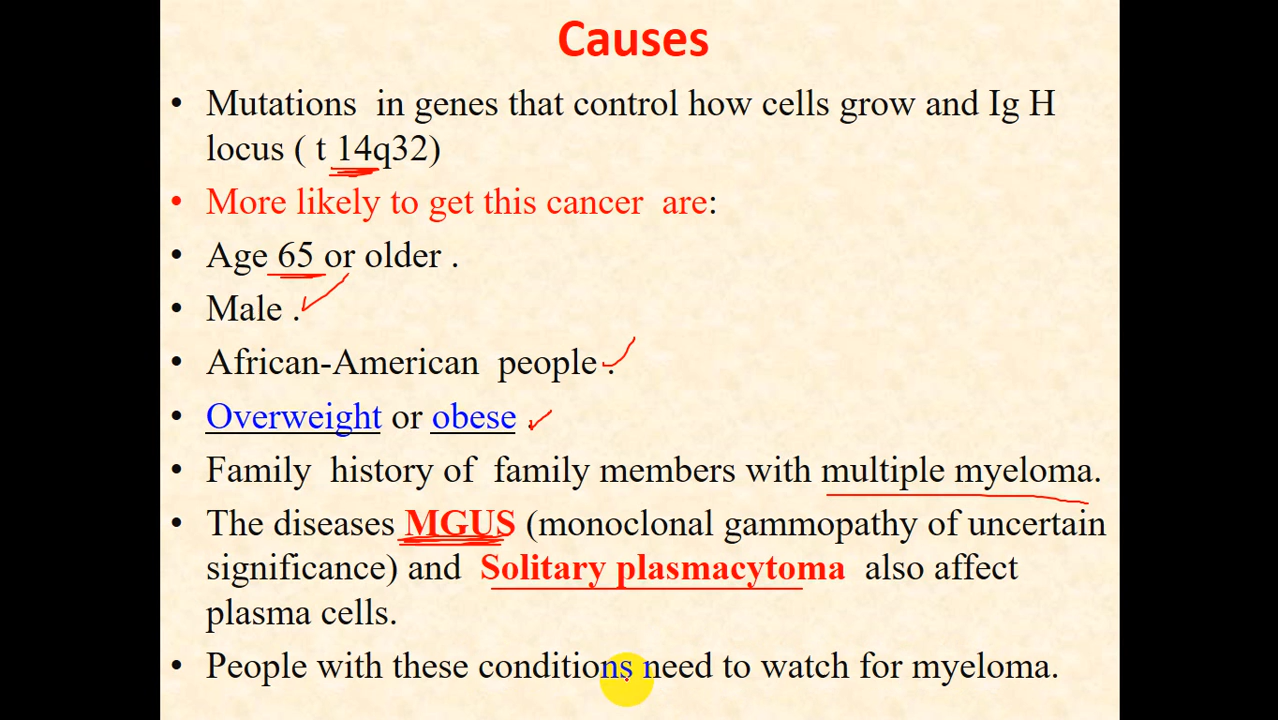 Causes
• Mutations in genes that control how cells grow and Ig H
locus ( t 14q32)
• More likely to get this cancer are:
• Age 65 or older .
• Male .
• African-American people .
• Overweight or obese .
• Family history of family members with multiple myeloma.
• The diseases MGUS (monoclonal gammopathy of uncertain
significance) and Solitary plasmacytoma also affect
plasma cells.
• People with these conditions need to watch for myeloma.